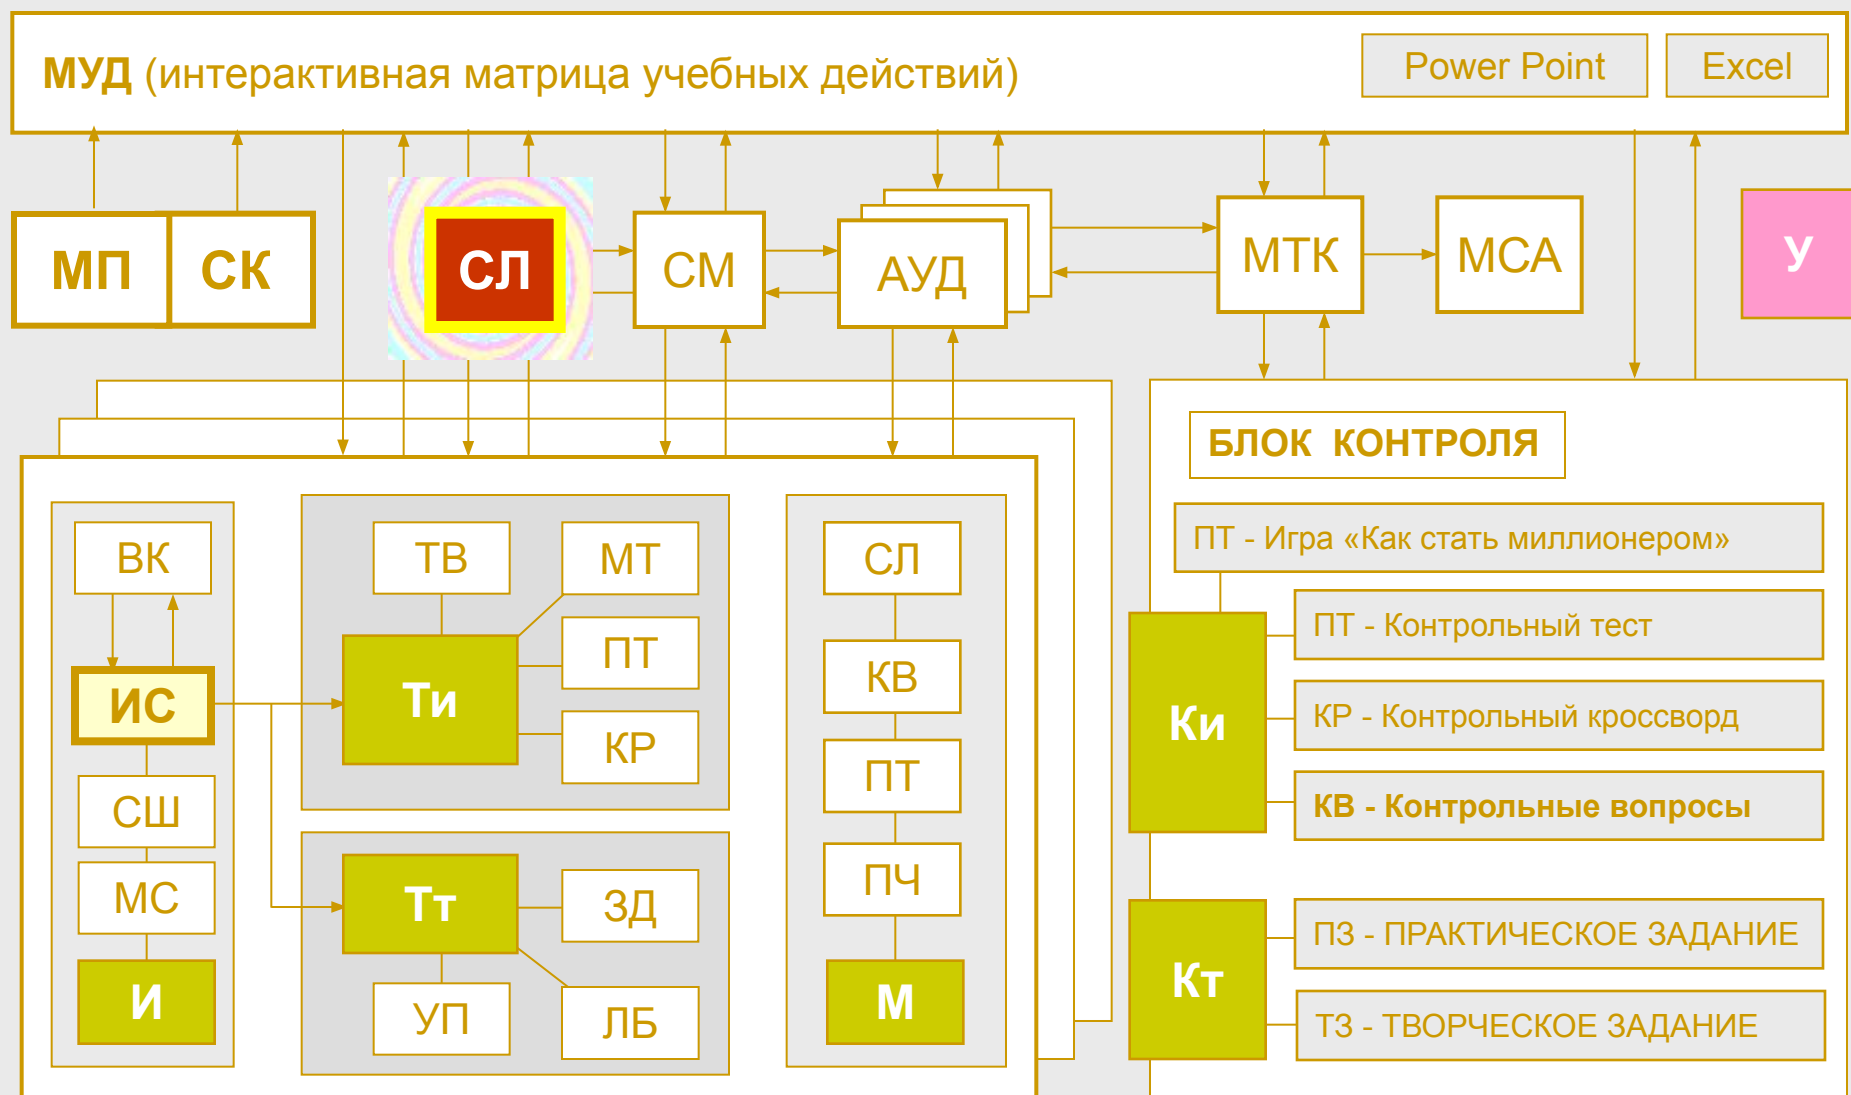 МУД (интерактивная матрица учебных действий)
Power Point
Excel
МП
СК
СЛ
СМ
АУД
МТК
МСА
У
ВК
ИС
СШ
МС
И
ТВ
МТ
ПТ
КР
Ти
Тт
ЗД
УП
ЛБ
СЛ
КВ
ПТ
ПЧ
М
БЛОК КОНТРОЛЯ
ПТ - Игра «Как стать миллионером»
Ки
ПТ - Контрольный тест
КР - Контрольный кроссворд
КВ - Контрольные вопросы
Кт
ПЗ - ПРАКТИЧЕСКОЕ ЗАДАНИЕ
ТЗ - ТВОРЧЕСКОЕ ЗАДАНИЕ